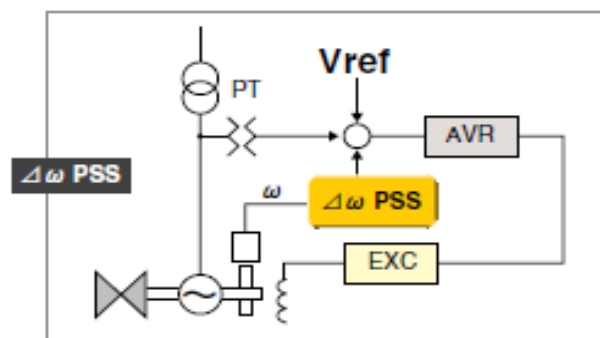 Vref
PT
AVR
⊿ω PSS
ω
⊿ω PSS
EXC